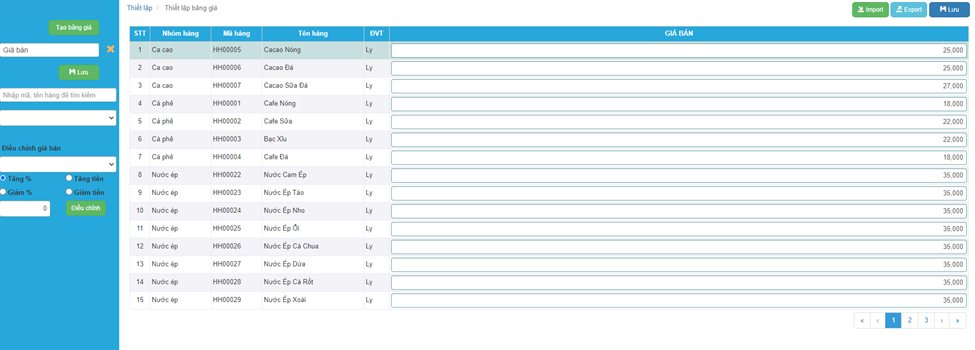 Tạo bảng giá
Giá bán
Lưu
Nhập mã, tên hàng để tìm kiếm
Điều chỉnh giá bán
Tăng % Tăng tiền
Giảm % Giảm tiền
0 Điều chỉnh
Thiết lập / Thiết lập bảng giá
Import Export Lưu
STT Nhóm hàng Mã hàng Tên hàng ĐVT GIÁ BÁN
1 Ca cao HH00005 Cacao Nóng Ly 25,000
2 Ca cao HH00006 Cacao Đá Ly 25,000
3 Ca cao HH00007 Cacao Sữa Đá Ly 27,000
4 Cà phê HH00001 Cafe Nóng Ly 18,000
5 Cà phê HH00002 Cafe Sữa Ly 22,000
6 Cà phê HH00003 Bạc Xỉu Ly 22,000
7 Cà phê HH00004 Cafe Đá Ly 18,000
8 Nước ép HH00022 Nước Cam Ép Ly 35,000
9 Nước ép HH00023 Nước Ép Táo Ly 35,000
10 Nước ép HH00024 Nước Ép Nho Ly 35,000
11 Nước ép HH00025 Nước Ép Ổi Ly 35,000
12 Nước ép HH00026 Nước Ép Cà Chua Ly 35,000
13 Nước ép HH00027 Nước Ép Dứa Ly 35,000
14 Nước ép HH00028 Nước Ép Cà Rốt Ly 35,000
15 Nước ép HH00029 Nước Ép Xoài Ly 35,000
« ‹ 1 2 3 › »